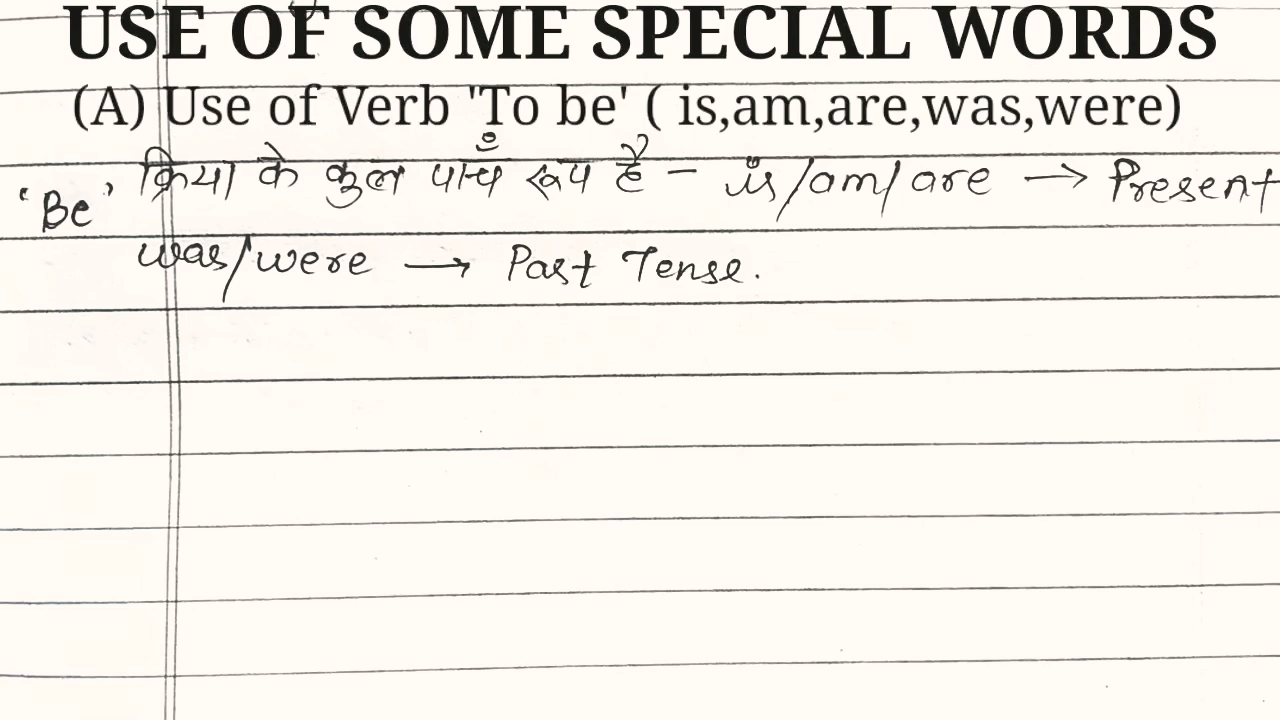 USE OF SOME SPECIAL WORDS
(A) Use of Verb 'To be' ( is,am,are,was,were)
'Be' क्रिया के कुल पाँच रूप हैं - is/am/are → Present
was/were → Past Tense.